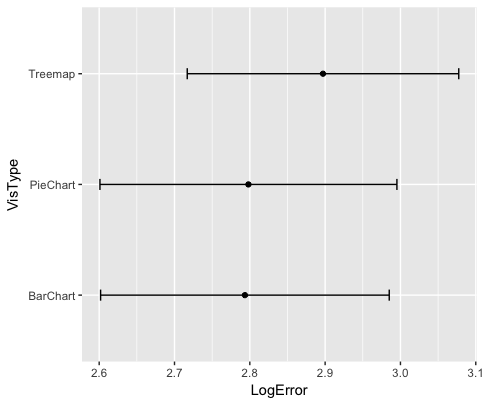 Treemap
PieChart
BarChart
VisType
2.6 2.7 2.8 2.9 3.0 3.1
LogError